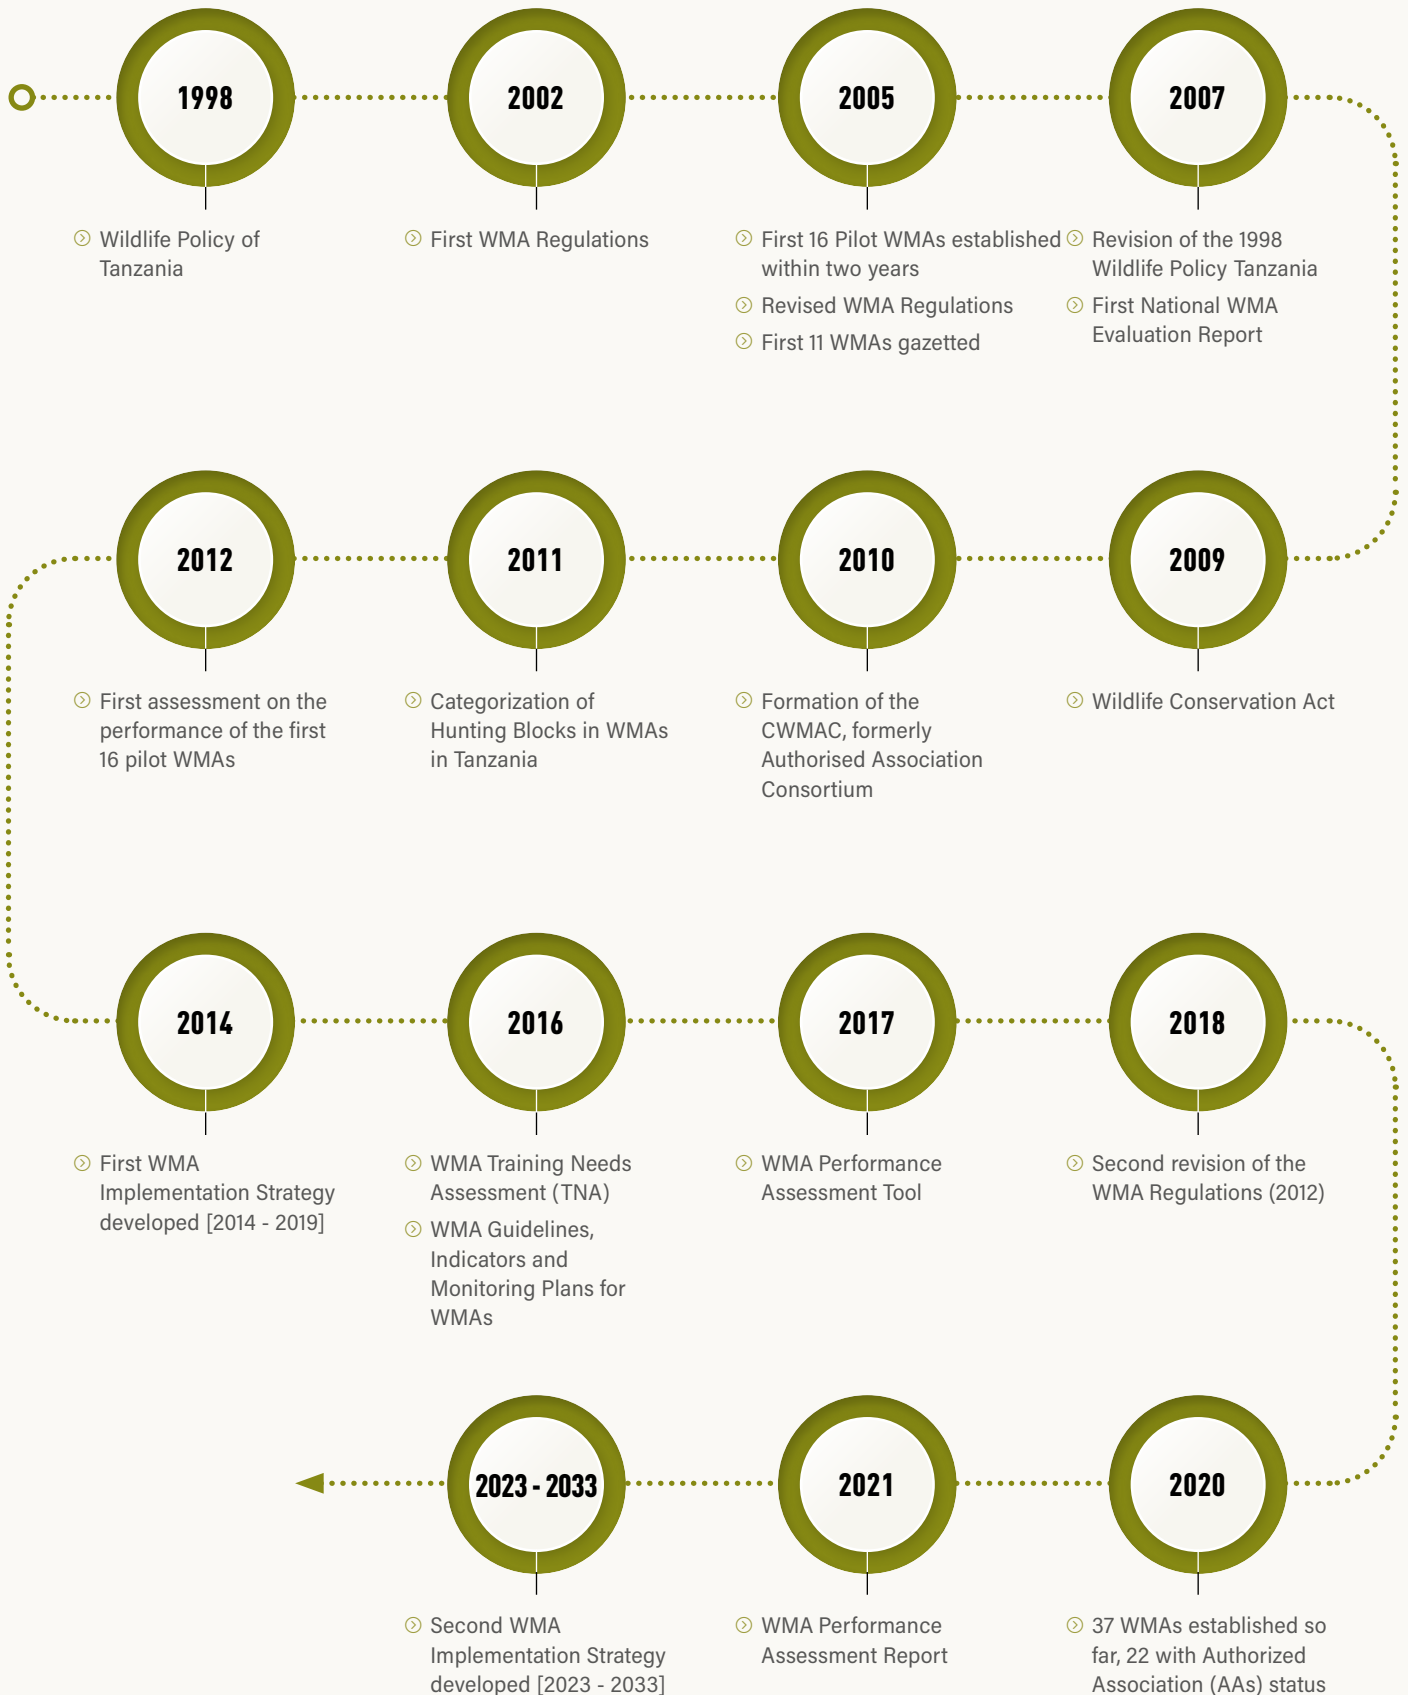 1998
Wildlife Policy of
Tanzania
2002
First WMA Regulations
2005
First 16 Pilot WMAs established
within two years
Revised WMA Regulations
First 11 WMAs gazetted
2007
Revision of the 1998
Wildlife Policy Tanzania
First National WMA
Evaluation Report
2009
Wildlife Conservation Act
2010
Formation of the
CWMAC, formerly
Authorised Association
Consortium
2011
Categorization of
Hunting Blocks in WMAs
in Tanzania
2012
First assessment on the
performance of the first
16 pilot WMAs
2014
First WMA
Implementation Strategy
developed [2014 - 2019]
2016
WMA Training Needs
Assessment (TNA)
WMA Guidelines,
Indicators and
Monitoring Plans for
WMAs
2017
WMA Performance
Assessment Tool
2018
Second revision of the
WMA Regulations (2012)
2020
37 WMAs established so
far, 22 with Authorized
Association (AAs) status
2021
WMA Performance
Assessment Report
2023 - 2033
Second WMA
Implementation Strategy
developed [2023 - 2033]